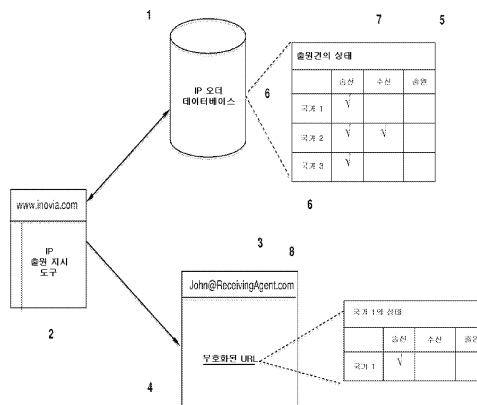 1
7
5
출원건의 상태
송신 수신 출원
IP 오더
데이터베이스
6
국가 1 √
국가 2 √ √
국가 3 √
6
www.inovia.com
IP
출원 지시
도구
2
3
8
John@ReceivingAgent.com
부호화된 URL
4
국가 1의 상태
송신 수신 출원
국가 1 √